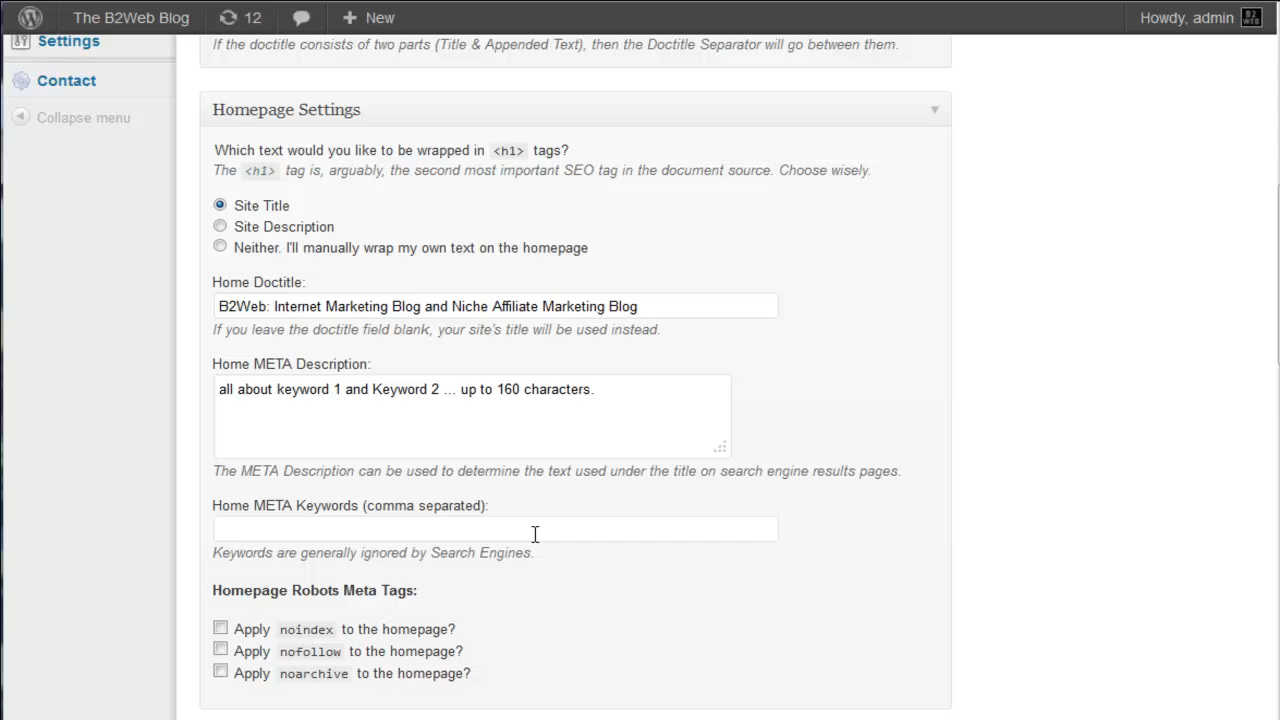 The B2Web Blog 12 + New Howdy, admin B2 WEB
Settings
Contact
Collapse menu
If the doctitle consists of two parts (Title & Appended Text), then the Doctitle Separator will go between them.
Homepage Settings
Which text would you like to be wrapped in <h1> tags?
The <h1> tag is, arguably, the second most important SEO tag in the document source. Choose wisely.
Site Title
Site Description
Neither. I'll manually wrap my own text on the homepage
Home Doctitle:
B2Web: Internet Marketing Blog and Niche Affiliate Marketing Blog
If you leave the doctitle field blank, your site's title will be used instead.
Home META Description:
all about keyword 1 and Keyword 2 ... up to 160 characters.
The META Description can be used to determine the text used under the title on search engine results pages.
Home META Keywords (comma separated):
Keywords are generally ignored by Search Engines.
Homepage Robots Meta Tags:
Apply noindex to the homepage?
Apply nofollow to the homepage?
Apply noarchive to the homepage?